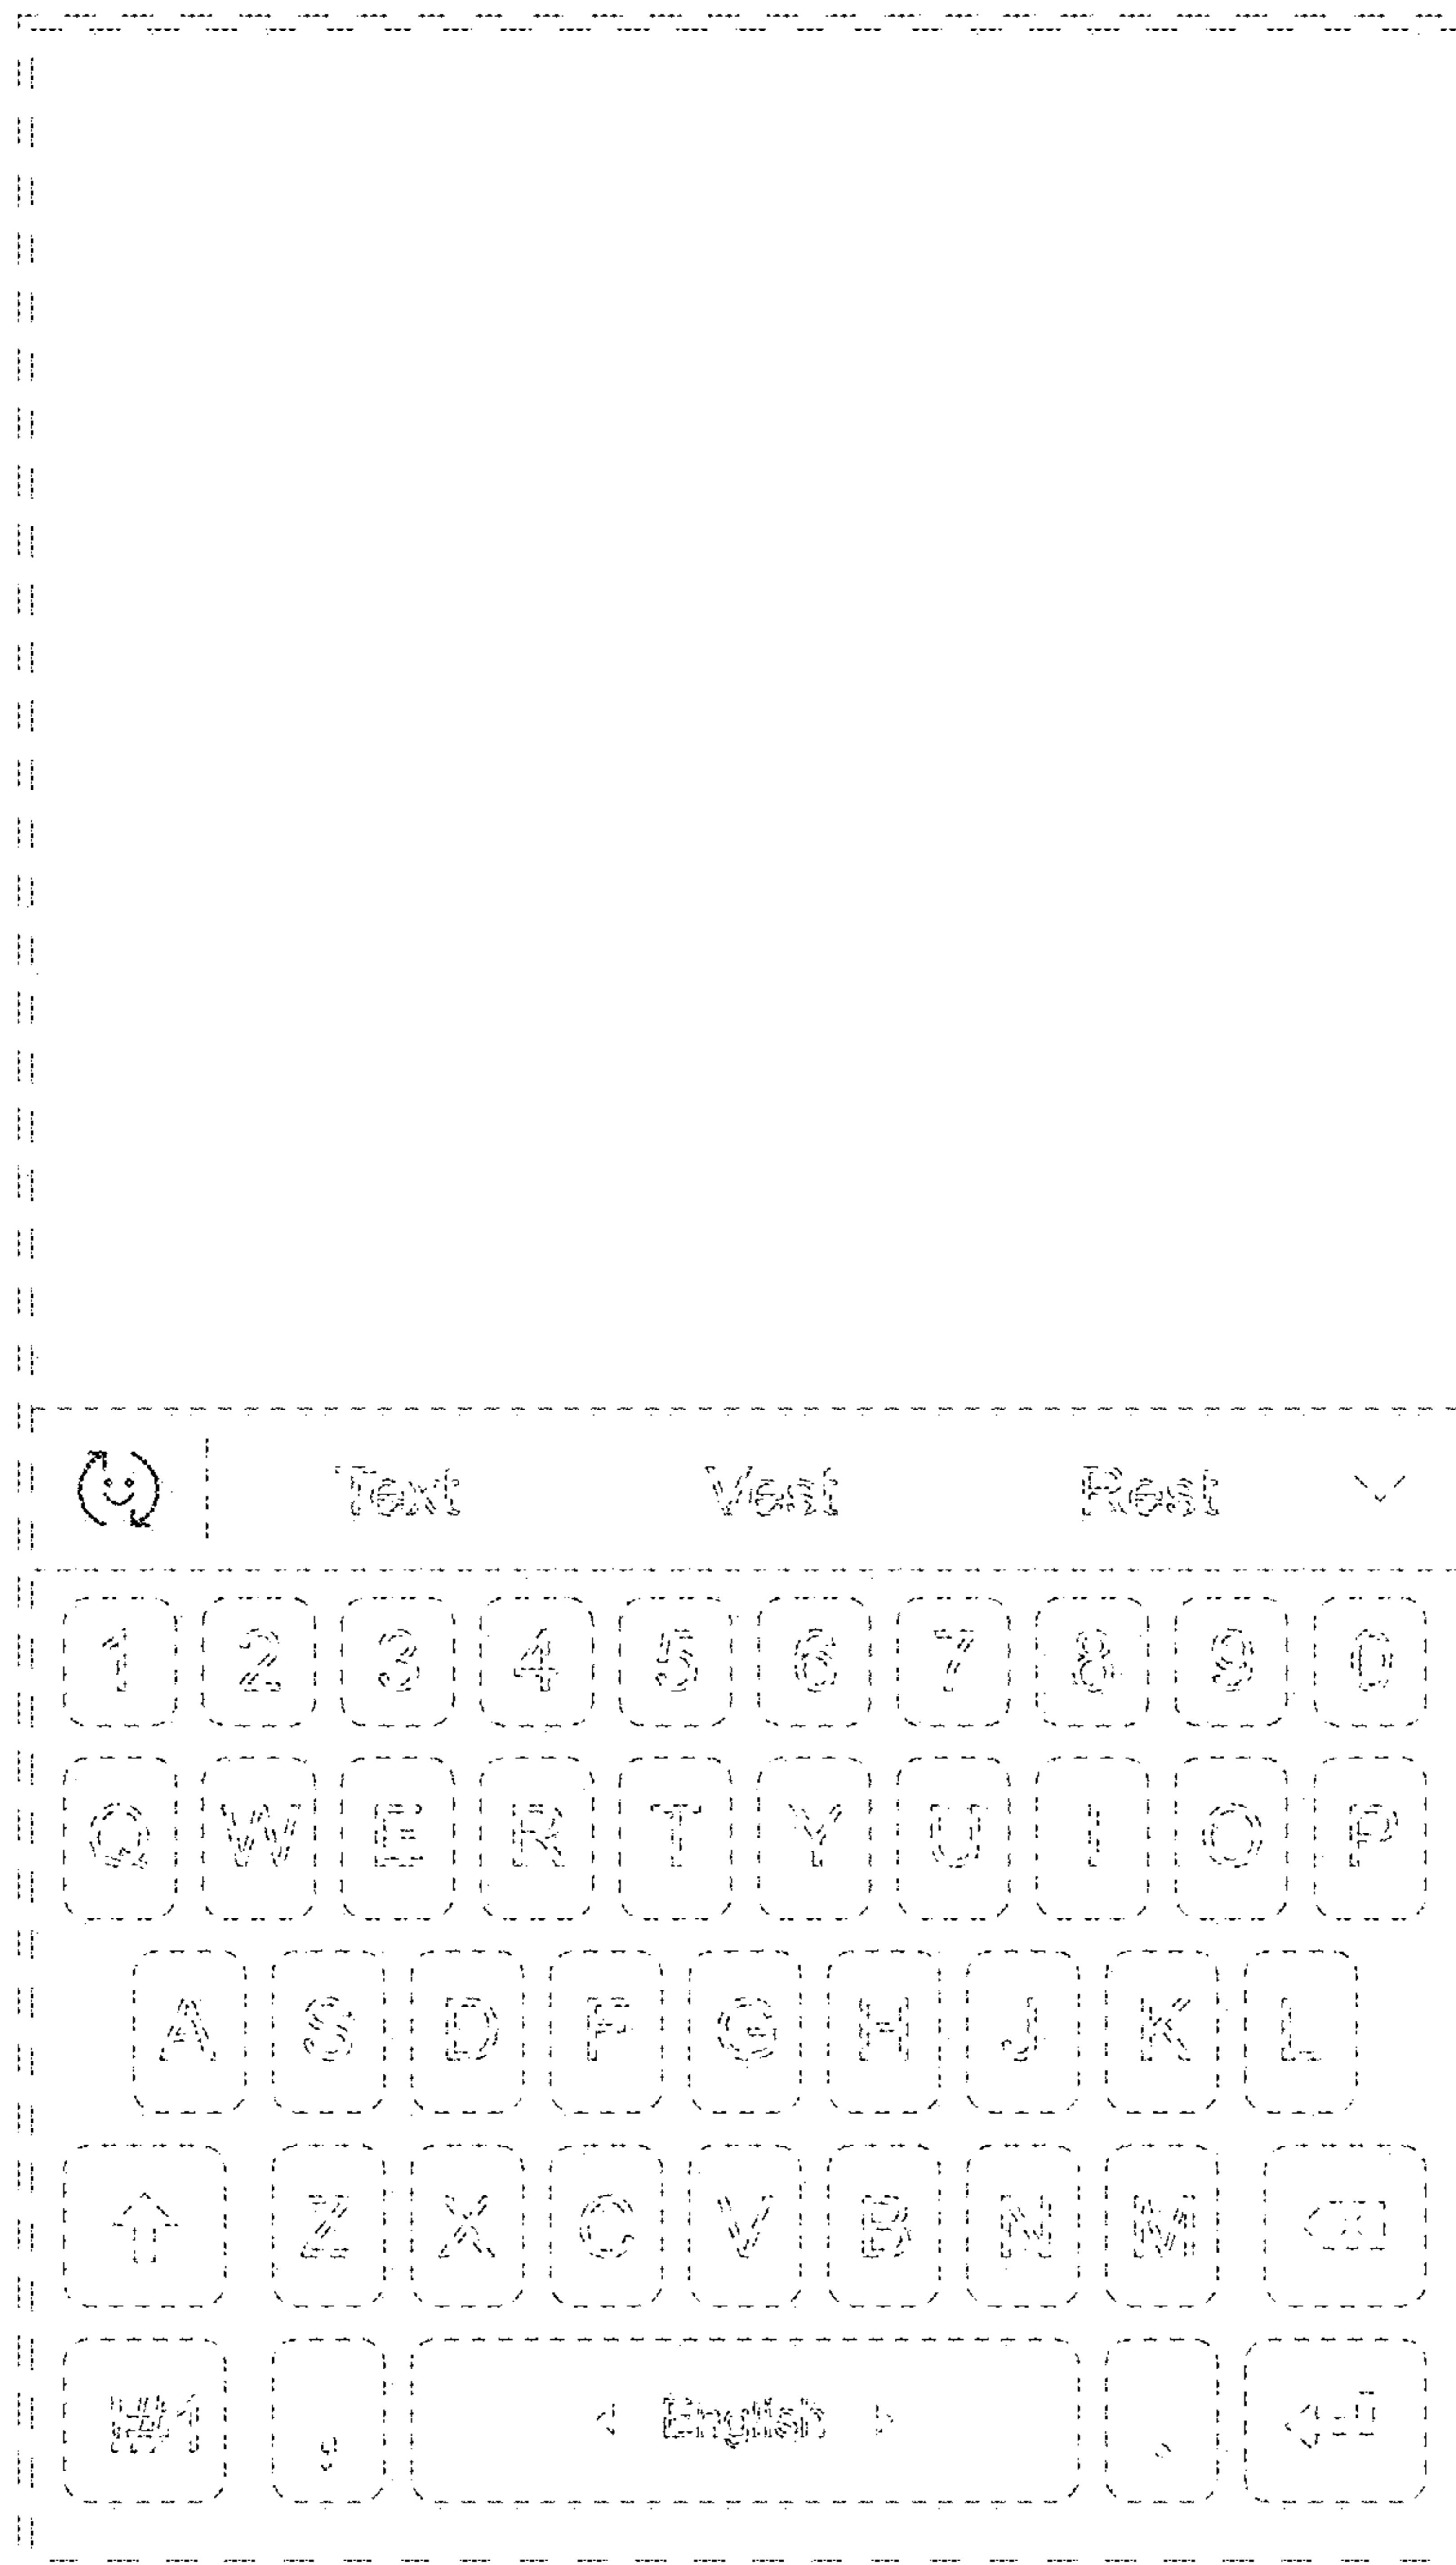 Text Vest Rest
1 2 3 4 5 6 7 8 9 0
Q W E R T Y U I O P
A S D F G H J K L
Z X C V B N M
!#1 , English .